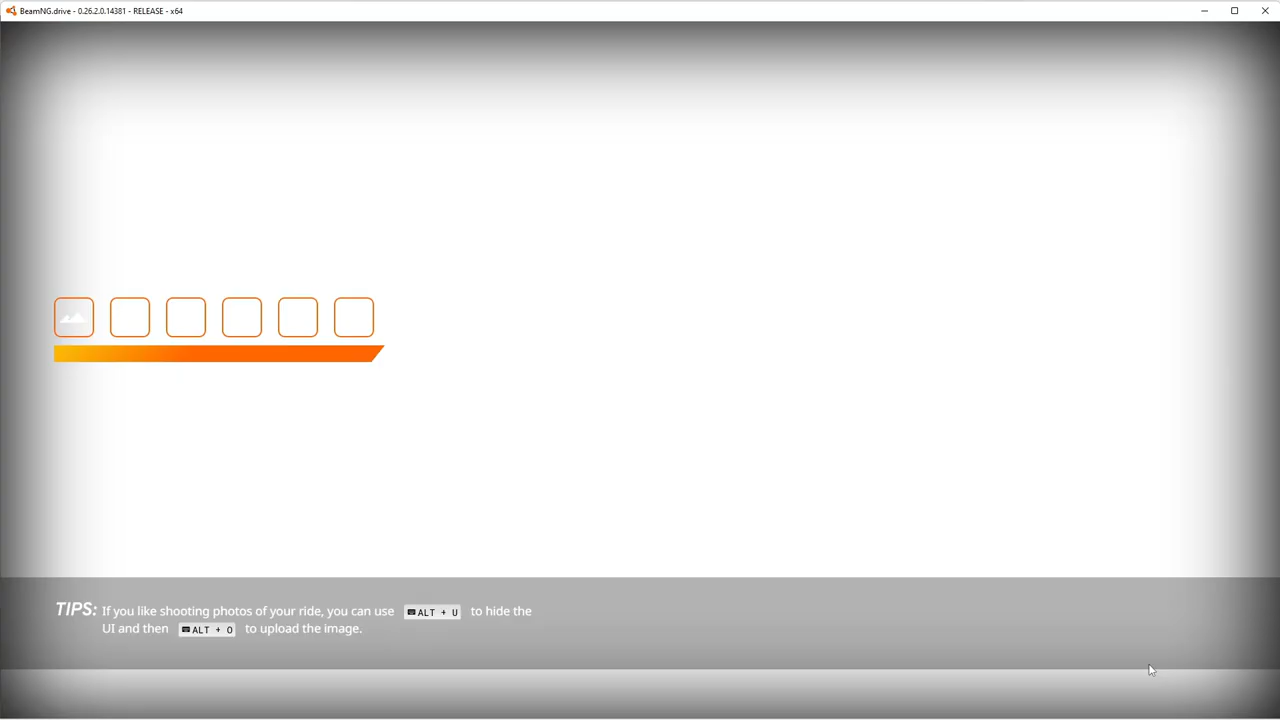 BeamNG.drive - 0.26.2.0.14381 - RELEASE - x64
TIPS: If you like shooting photos of your ride, you can use ALT + U to hide the
UI and then ALT + O to upload the image.